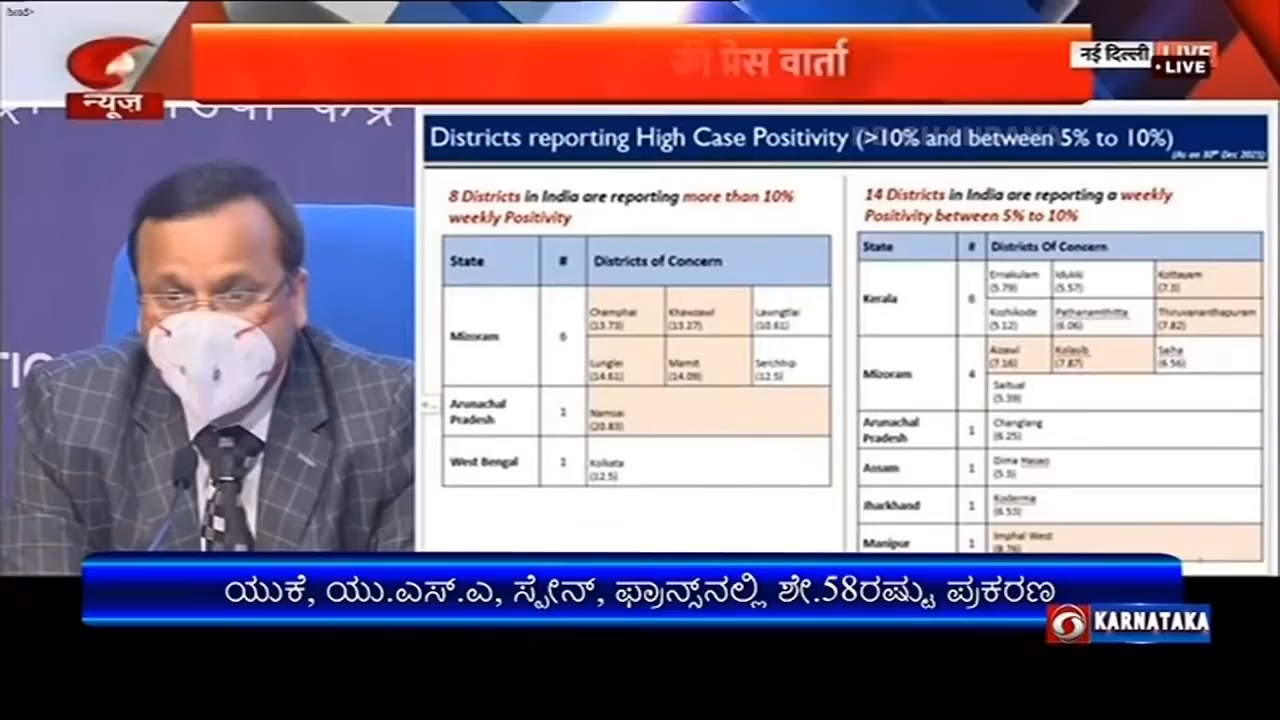 की प्रेस वार्ता
नई दिल्ली
LIVE
न्यूज़
Districts reporting High Case Positivity (>10% and between 5% to 10%)
(As on 30th Dec 2021)
8 Districts in India are reporting more than 10%
weekly Positivity
State # Districts of Concern
Mizoram 6
Champhai Khawzawl Lawngtlai
(13.73) (13.27) (10.61)
Lunglei Mamit Serchhip
(14.61) (14.09) (12.5)
Arunachal
Pradesh 1
Namsai
(20.83)
West Bengal 1
Kolkata
(12.5)
14 Districts in India are reporting a weekly
Positivity between 5% to 10%
State # Districts Of Concern
Kerala 6
Ernakulam Idukki Kottayam
(5.79) (5.57) (7.3)
Kozhikode Pathanamthitta Thiruvananthapuram
(5.12) (6.06) (7.82)
Mizoram 4
Aizawl Kolasib Saiha
(7.16) (7.87) (6.56)
Saitual
(5.39)
Arunachal
Pradesh 1
Changlang
(6.25)
Assam 1
Dima Hasao
(5.3)
Jharkhand 1
Koderma
(6.53)
Manipur 1
Imphal West
(8.76)
ಯುಕೆ, ಯು.ಎಸ್.ಎ, ಸ್ಪೇನ್, ಫ್ರಾನ್ಸ್‌ನಲ್ಲಿ ಶೇ.58ರಷ್ಟು ಪ್ರಕರಣ
KARNATAKA